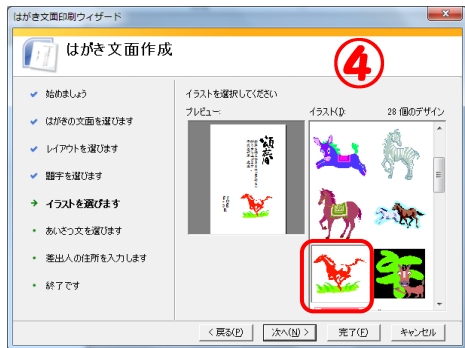 はがき文面印刷ウィザード
はがき文面作成
④
始めましょう
はがきの文面を選びます
レイアウトを選びます
題字を選びます
イラストを選びます
あいさつ文を選びます
差出人の住所を入力します
終了です
イラストを選択してください
プレビュー:
イラスト(D):
28 個のデザイン
< 戻る(P)
次へ(N) >
完了(F)
キャンセル